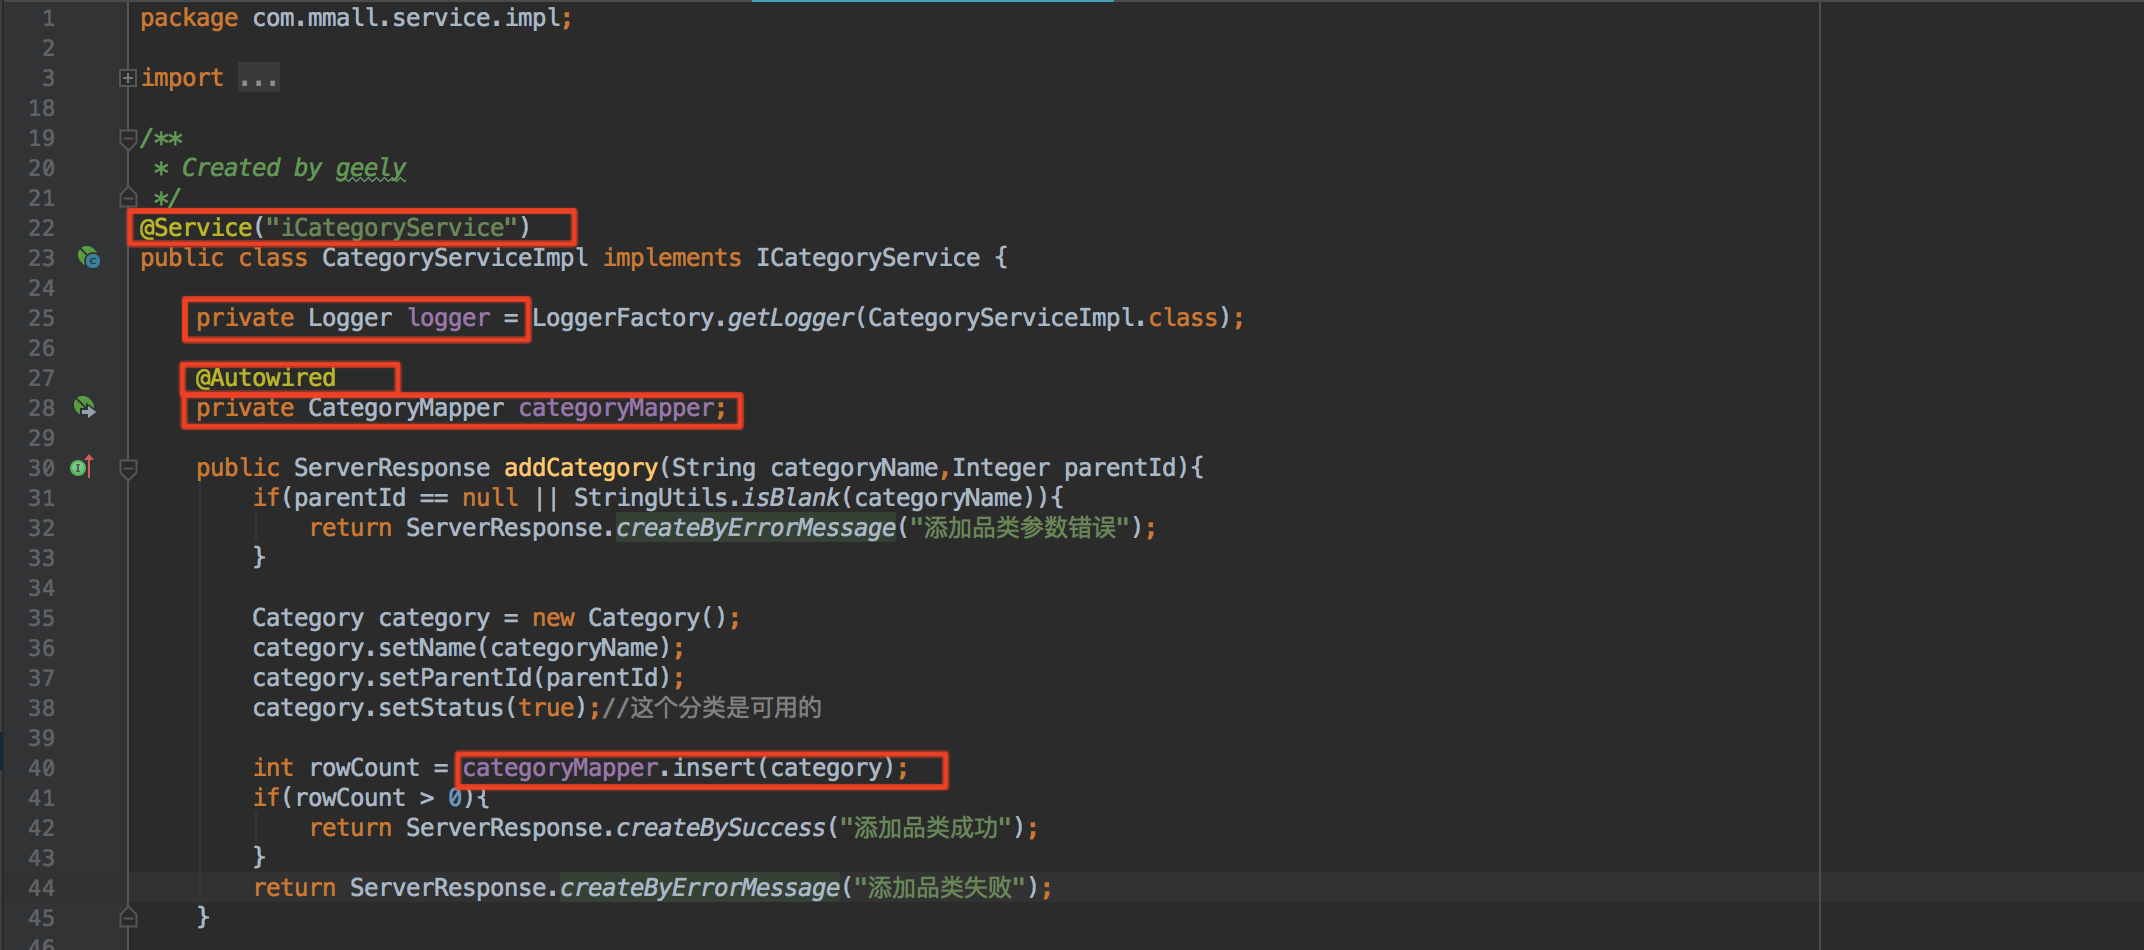 1 package com.mmall.service.impl;
2
3 import ...
18
19 /**
20 * Created by geely
21 */
22 @Service("iCategoryService")
23 public class CategoryServiceImpl implements ICategoryService {
24
25 private Logger logger = LoggerFactory.getLogger(CategoryServiceImpl.class);
26
27 @Autowired
28 private CategoryMapper categoryMapper;
29
30 public ServerResponse addCategory(String categoryName,Integer parentId){
31 if(parentId == null || StringUtils.isBlank(categoryName)){
32 return ServerResponse.createByErrorMessage("添加品类参数错误");
33 }
34
35 Category category = new Category();
36 category.setName(categoryName);
37 category.setParentId(parentId);
38 category.setStatus(true);//这个分类是可用的
39
40 int rowCount = categoryMapper.insert(category);
41 if(rowCount > 0){
42 return ServerResponse.createBySuccess("添加品类成功");
43 }
44 return ServerResponse.createByErrorMessage("添加品类失败");
45 }
46